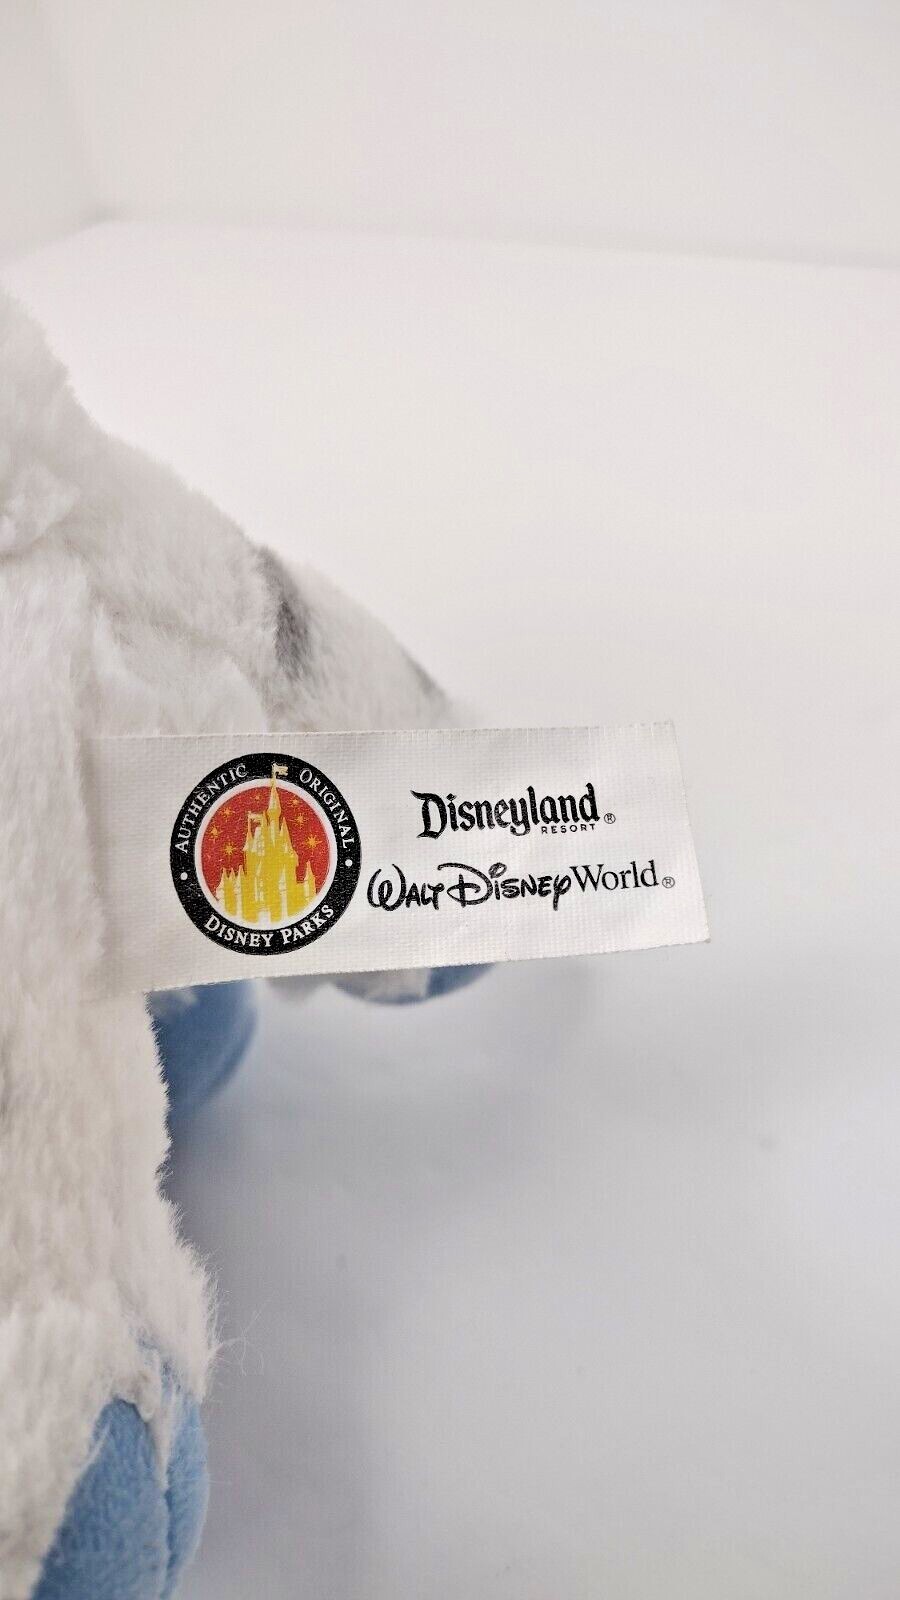 AUTHENTIC ORIGINAL
DISNEY PARKS
Disneyland®
RESORT
WALT DISNEY World®